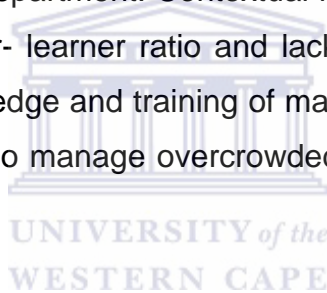 department. Contextual
- learner ratio and lack
edge and training of ma
o manage overcrowded
UNIVERSITY of the
WESTERN CAPE